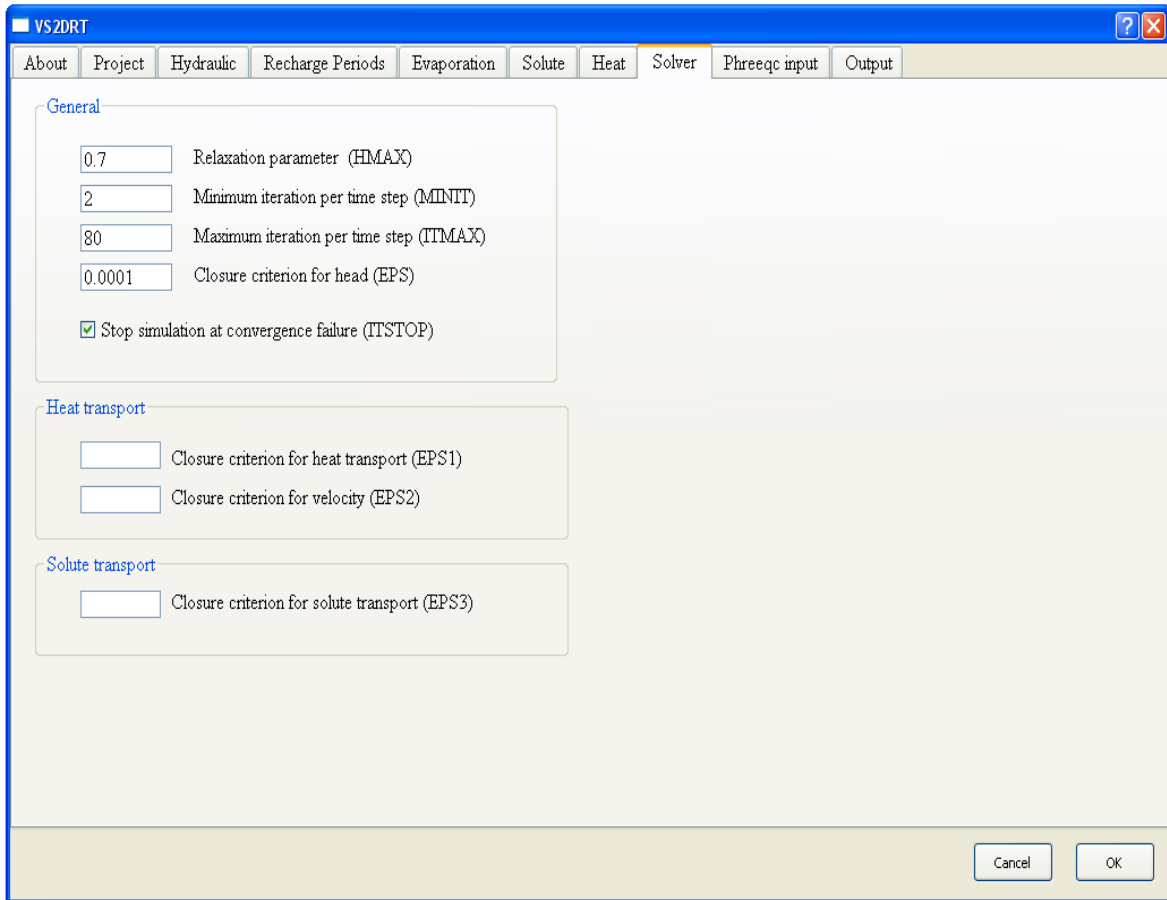 VS2DRT
About Project Hydraulic Recharge Periods Evaporation Solute Heat Solver Phreeqc input Output
General
0.7 Relaxation parameter (HMAX)
2 Minimum iteration per time step (MINIT)
80 Maximum iteration per time step (ITMAX)
0.0001 Closure criterion for head (EPS)
Stop simulation at convergence failure (ITSTOP)
Heat transport
Closure criterion for heat transport (EPS1)
Closure criterion for velocity (EPS2)
Solute transport
Closure criterion for solute transport (EPS3)
Cancel OK